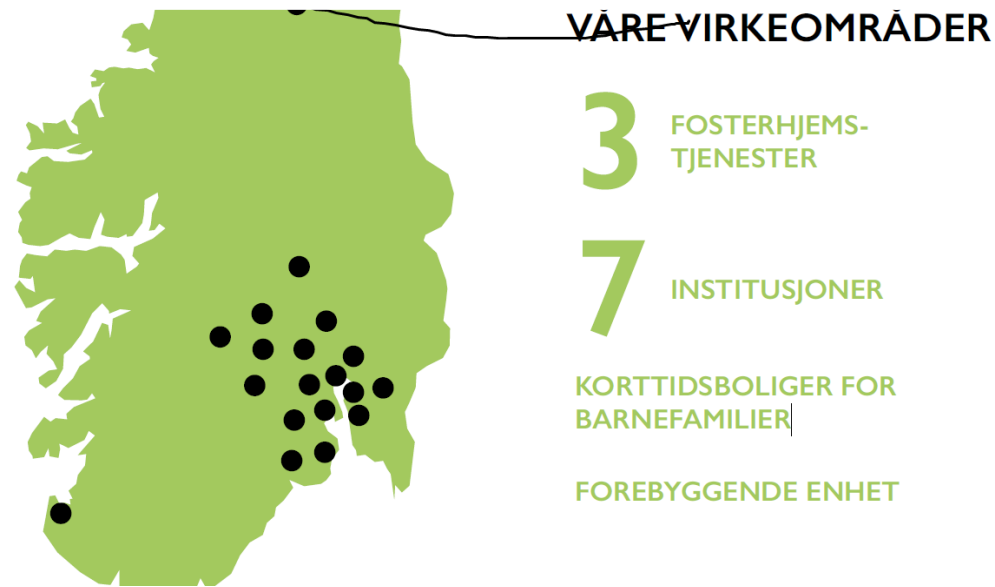 VÅRE VIRKEOMRÅDER
3
FOSTERHJEMS-
TJENESTER
7
INSTITUSJONER
KORTTIDSBOLIGER FOR
BARNEFAMILIER
FOREBYGGENDE ENHET